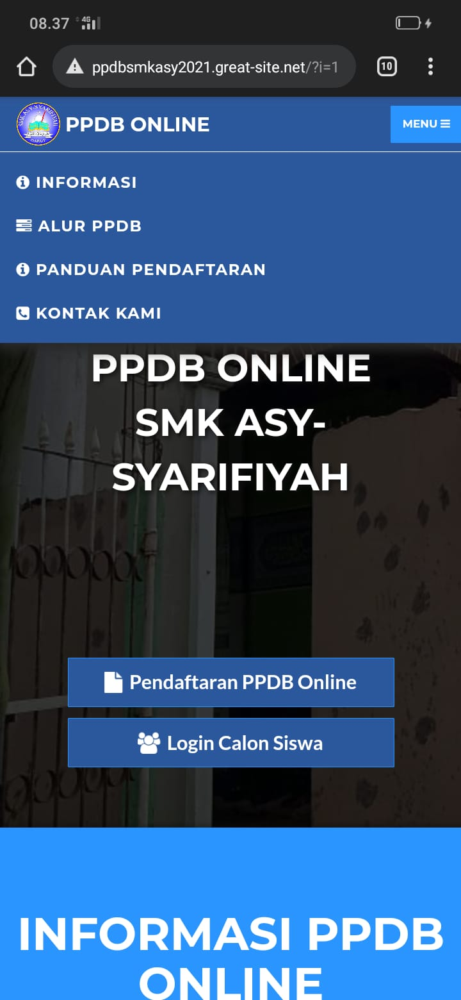 08.37 4G
ppdbsmkasy2021.great-site.net/?i=1
10
PPDB ONLINE
MENU
INFORMASI
ALUR PPDB
PANDUAN PENDAFTARAN
KONTAK KAMI
PPDB ONLINE
SMK ASY-
SYARIFIYAH
Pendaftaran PPDB Online
Login Calon Siswa
INFORMASI PPDB
ONLINE